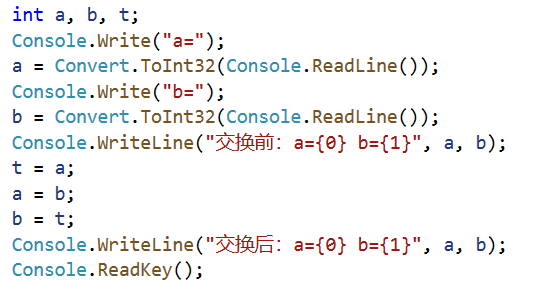 int a, b, t;
Console.Write("a=");
a = Convert.ToInt32(Console.ReadLine());
Console.Write("b=");
b = Convert.ToInt32(Console.ReadLine());
Console.WriteLine("交换前：a={0} b={1}", a, b);
t = a;
a = b;
b = t;
Console.WriteLine("交换后：a={0} b={1}", a, b);
Console.ReadKey();